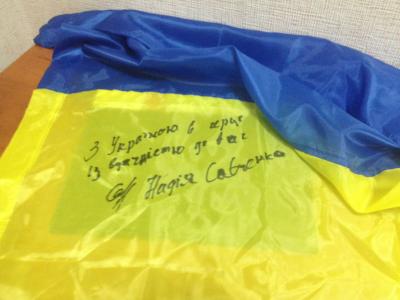 З Україною в серці
із вдячністю до вас
Надія Савченко